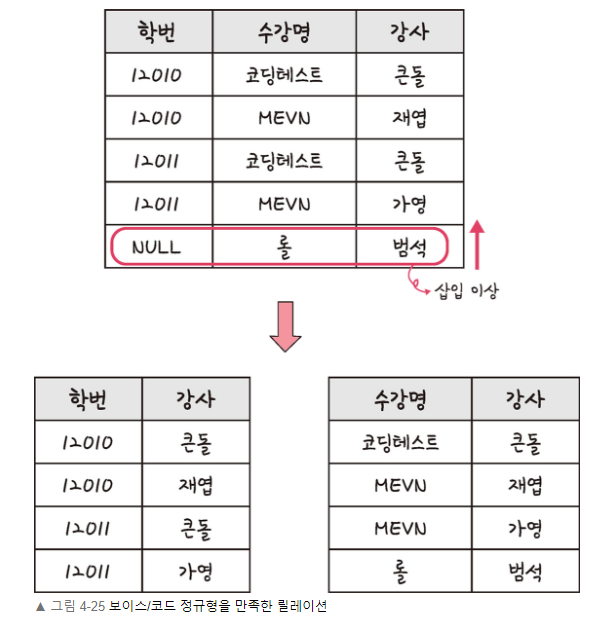 학번 수강명 강사
12010 코딩테스트 큰돌
12010 MEVN 재엽
12011 코딩테스트 큰돌
12011 MEVN 가영
NULL 롤 범석
삽입 이상
학번 강사
12010 큰돌
12010 재엽
12011 큰돌
12011 가영
수강명 강사
코딩테스트 큰돌
MEVN 재엽
MEVN 가영
롤 범석
▲ 그림 4-25 보이스/코드 정규형을 만족한 릴레이션